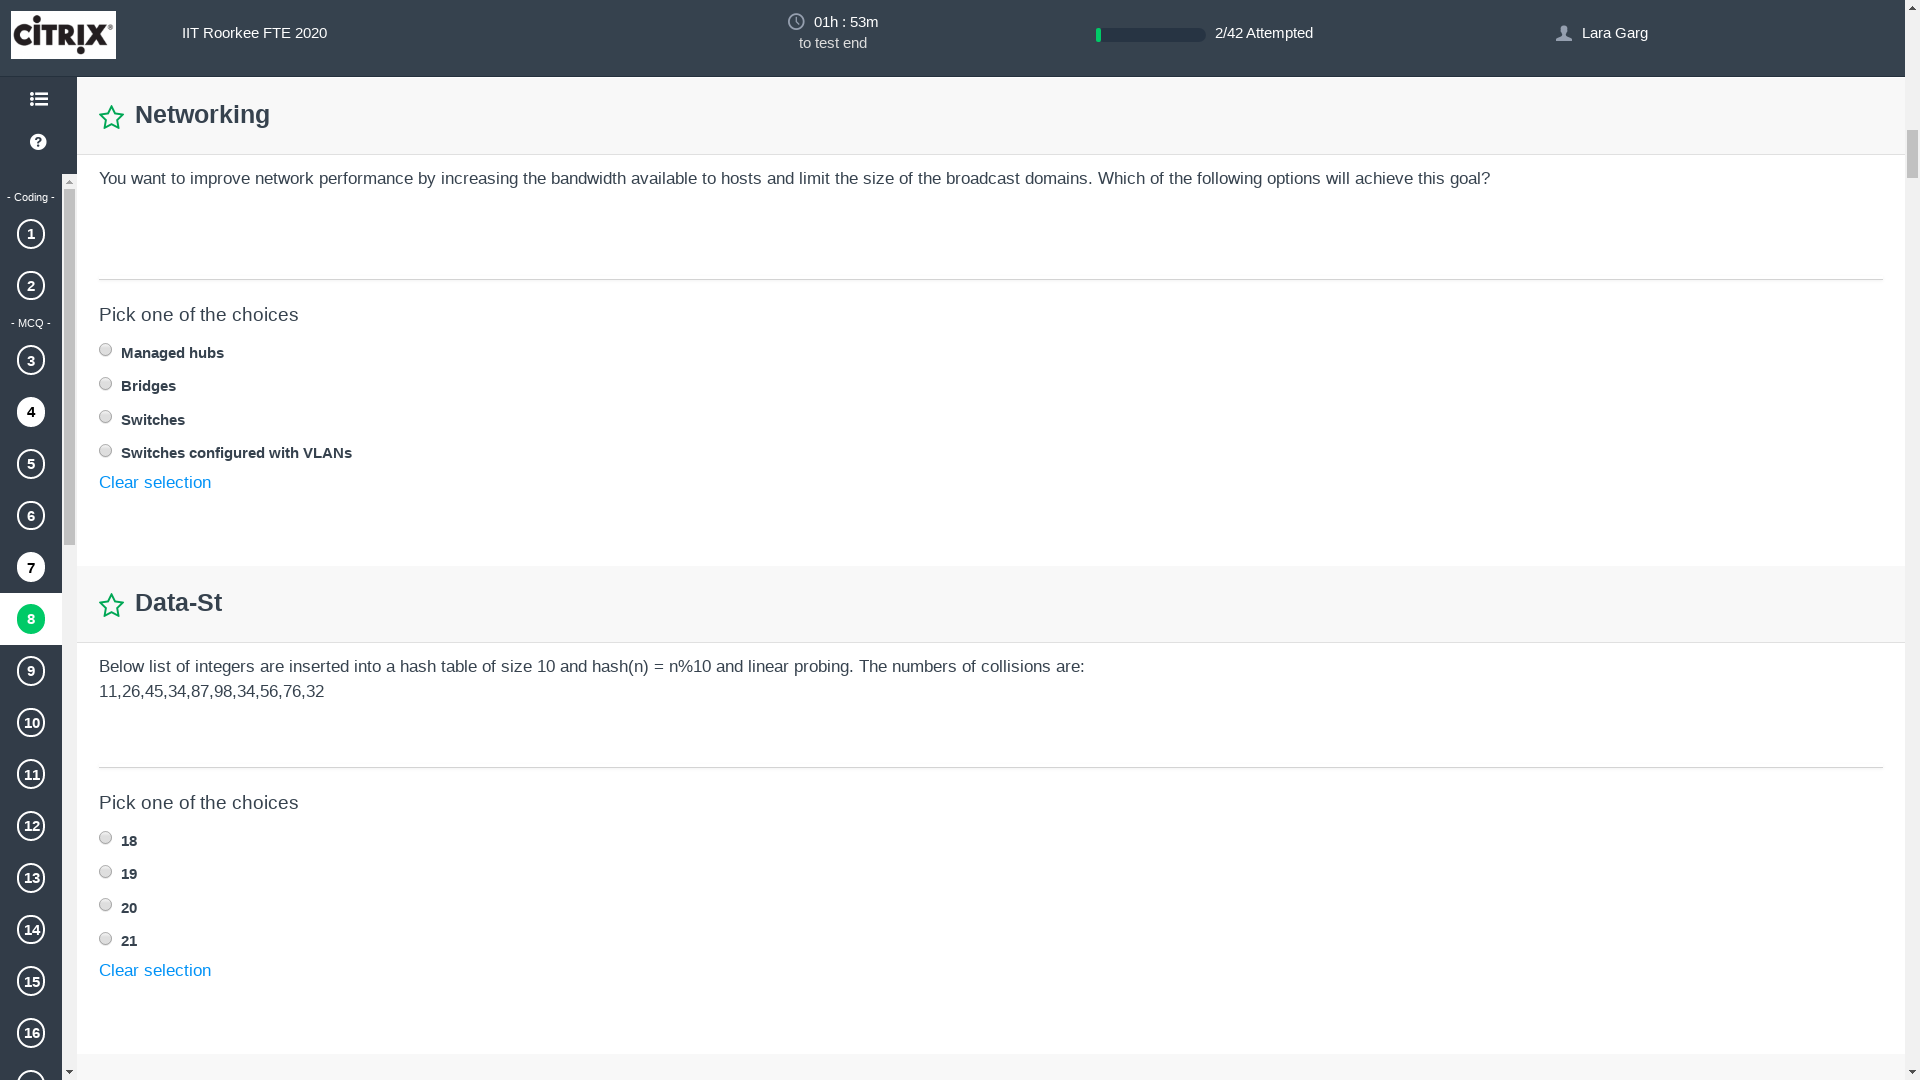 CİTRIX®
IIT Roorkee FTE 2020
01h : 53m
to test end
2/42 Attempted
Lara Garg
- Coding -
1
2
- MCQ -
3
4
5
6
7
8
9
10
11
12
13
14
15
16
Networking
You want to improve network performance by increasing the bandwidth available to hosts and limit the size of the broadcast domains. Which of the following options will achieve this goal?
Pick one of the choices
Managed hubs
Bridges
Switches
Switches configured with VLANs
Clear selection
Data-St
Below list of integers are inserted into a hash table of size 10 and hash(n) = n%10 and linear probing. The numbers of collisions are:
11,26,45,34,87,98,34,56,76,32
Pick one of the choices
18
19
20
21
Clear selection